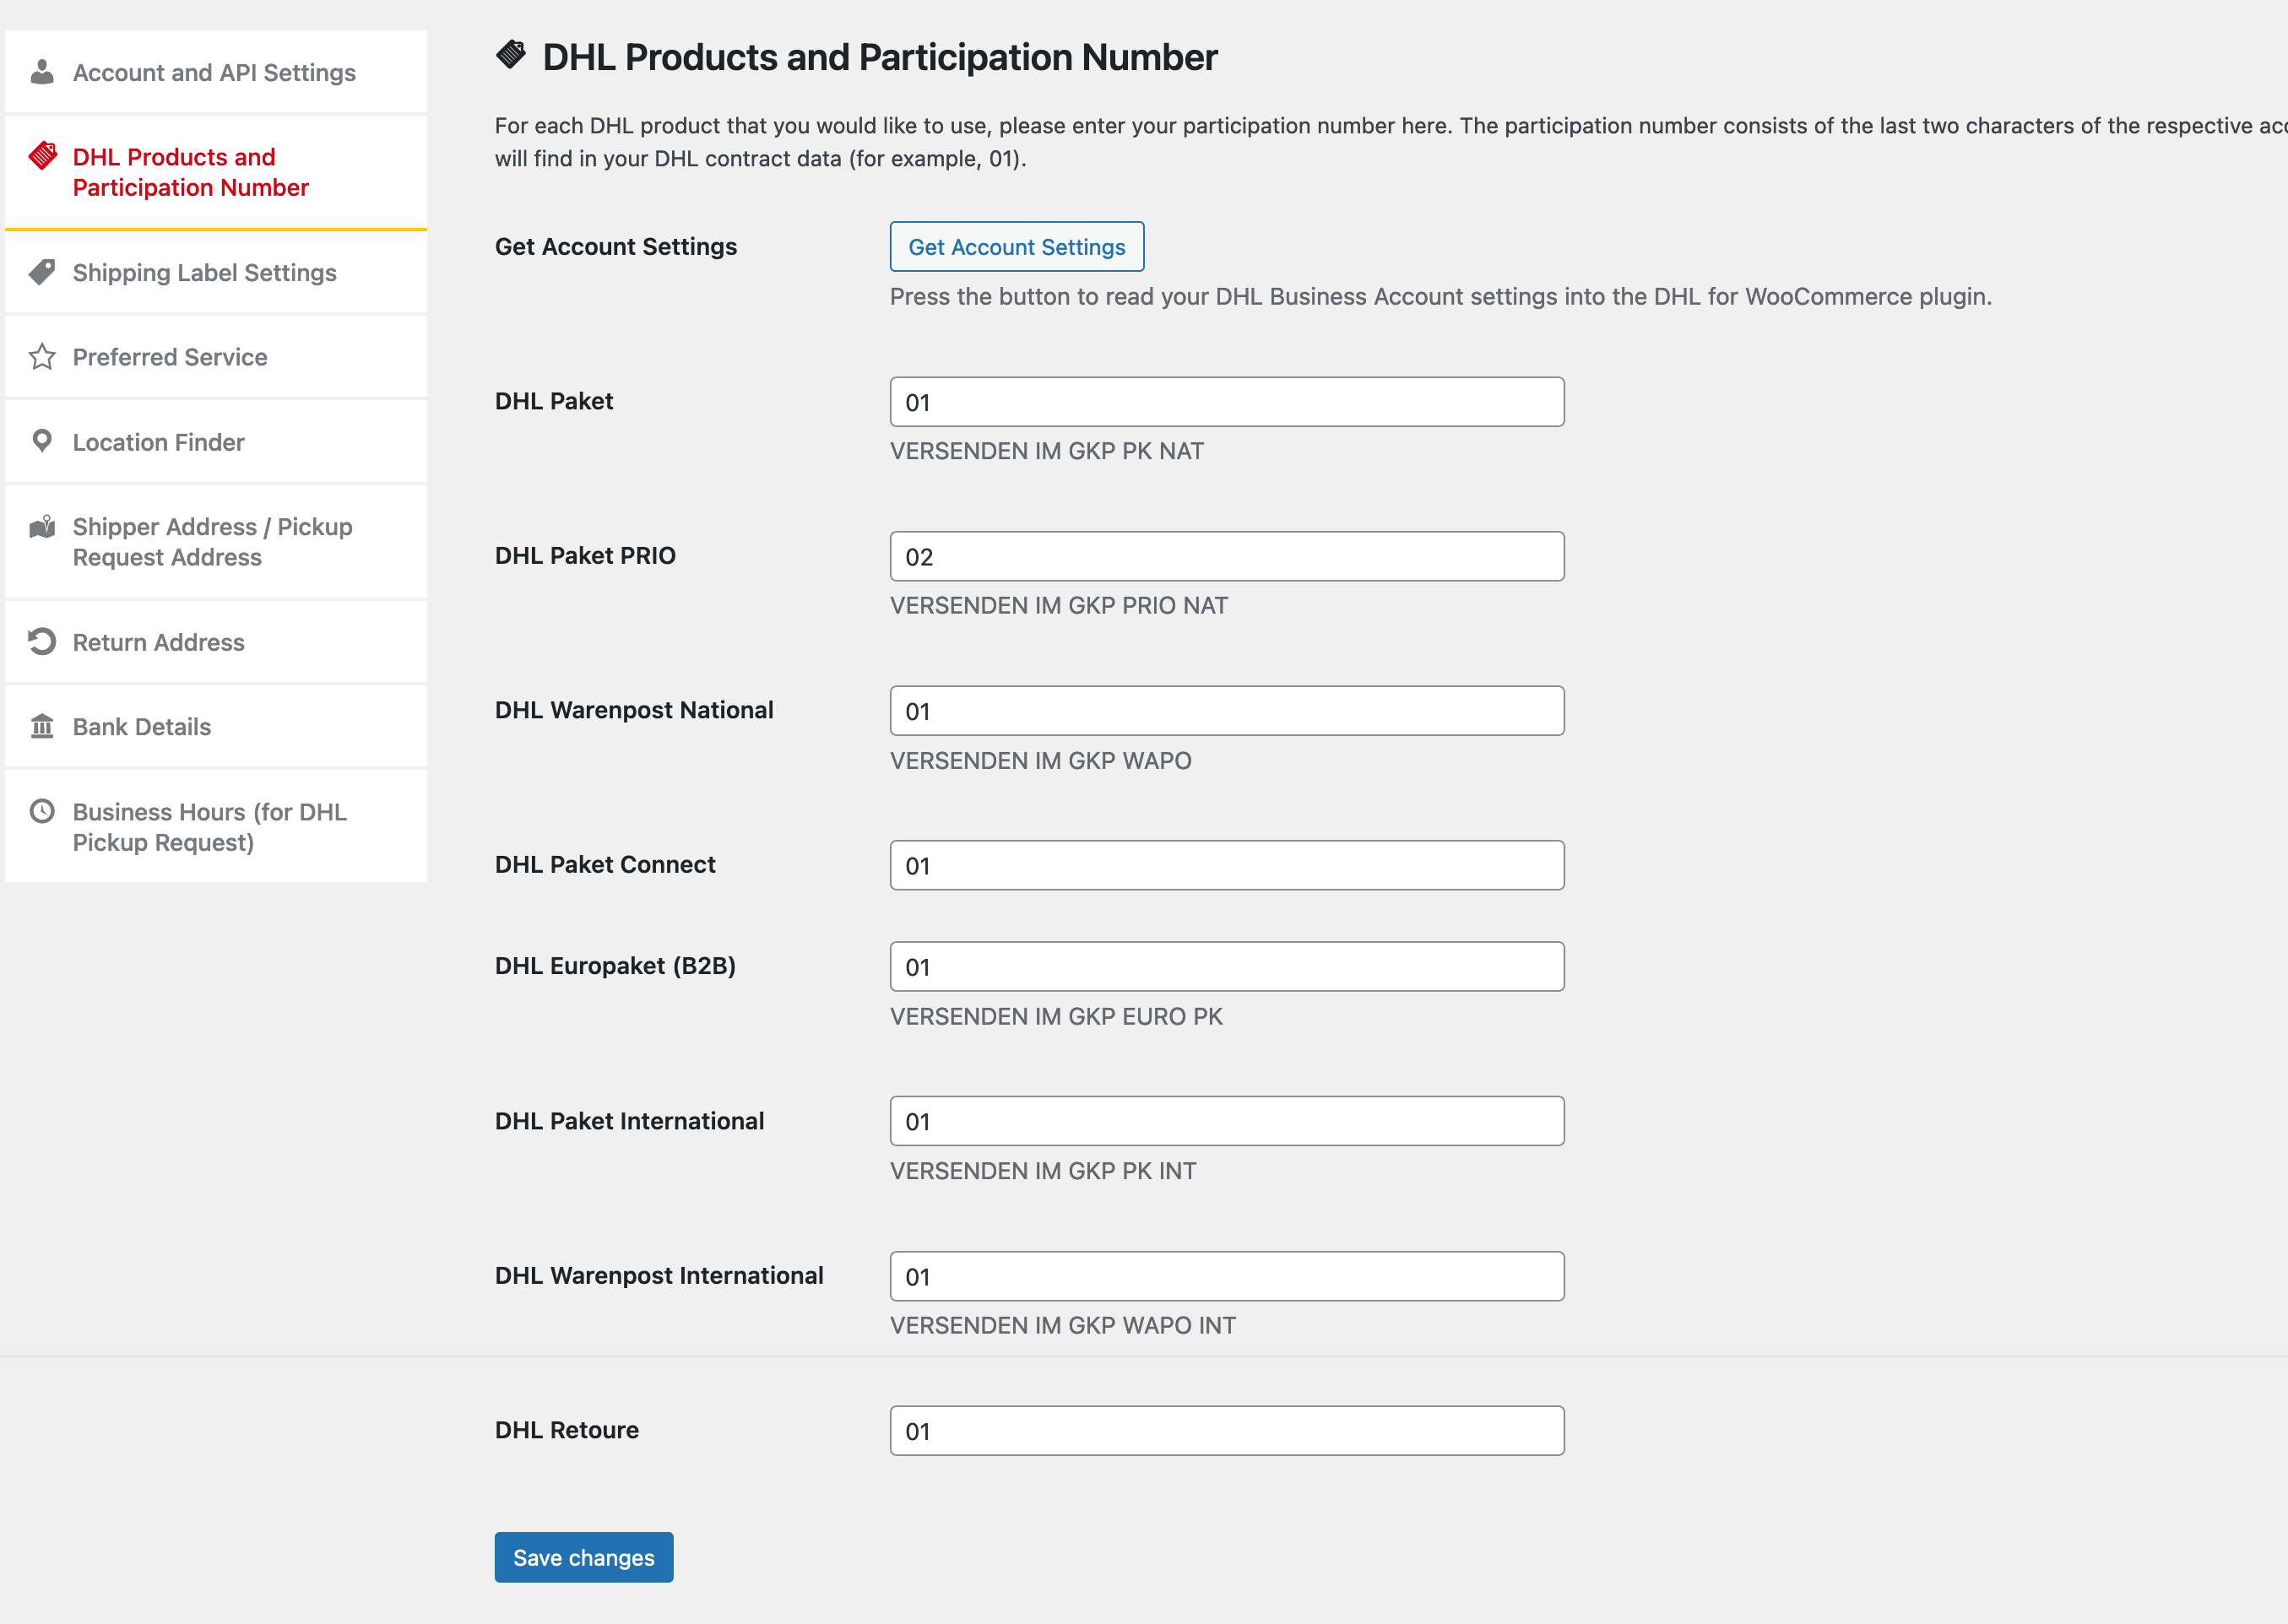 Account and API Settings
DHL Products and
Participation Number
Shipping Label Settings
Preferred Service
Location Finder
Shipper Address / Pickup
Request Address
Return Address
Bank Details
Business Hours (for DHL
Pickup Request)
DHL Products and Participation Number
For each DHL product that you would like to use, please enter your participation number here. The participation number consists of the last two characters of the respective
will find in your DHL contract data (for example, 01).
Get Account Settings
Get Account Settings
Press the button to read your DHL Business Account settings into the DHL for WooCommerce plugin.
DHL Paket
01
VERSENDEN IM GKP PK NAT
DHL Paket PRIO
02
VERSENDEN IM GKP PRIO NAT
DHL Warenpost National
01
VERSENDEN IM GKP WAPO
DHL Paket Connect
01
DHL Europaket (B2B)
01
VERSENDEN IM GKP EURO PK
DHL Paket International
01
VERSENDEN IM GKP PK INT
DHL Warenpost International
01
VERSENDEN IM GKP WAPO INT
DHL Retoure
01
Save changes